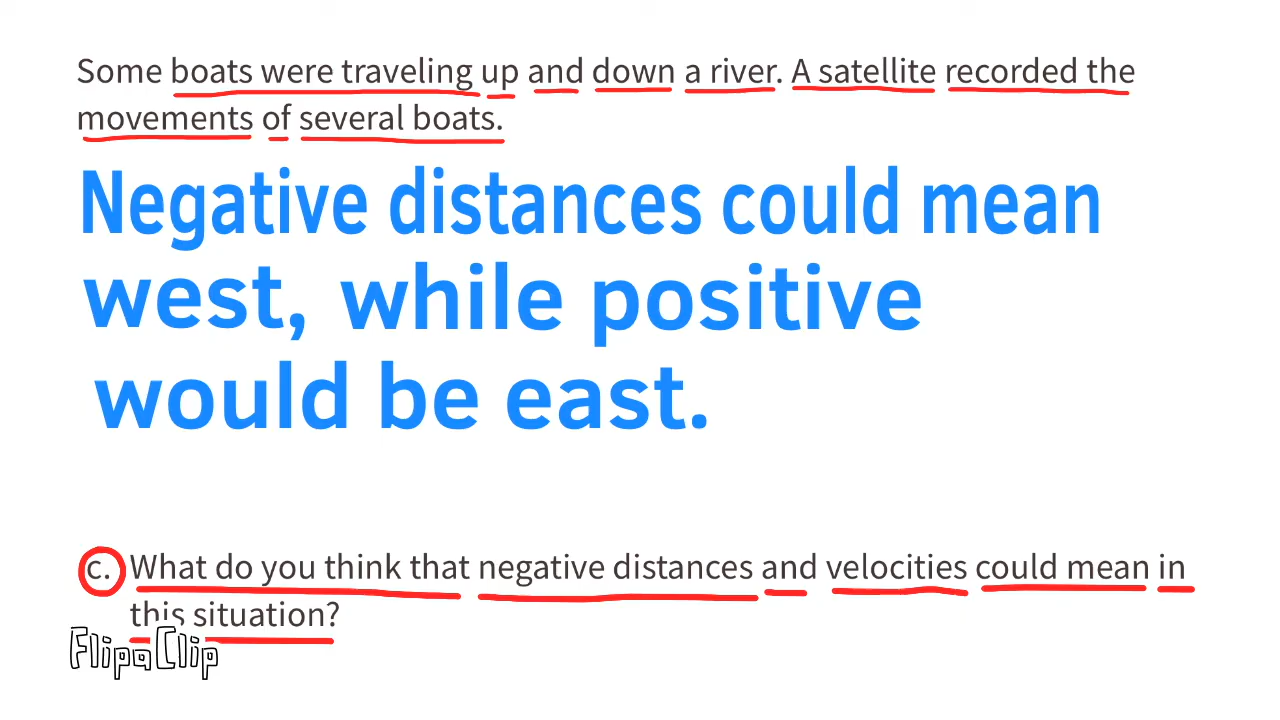 Some boats were traveling up and down a river. A satellite recorded the
movements of several boats.
Negative distances could mean
west, while positive
would be east.
c. What do you think that negative distances and velocities could mean in
this situation?
FlipaClip